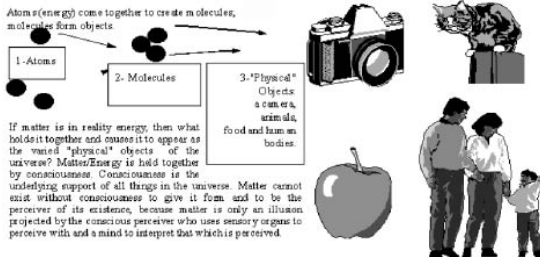 Atoms(energy) come together to create molecules;
molecules form objects.
1-Atoms
2- Molecules
3-"Physical"
Objects:
a camera,
animals,
food and human
bodies.
If matter is in reality energy, then what
holds it together and causes it to appear as
the varied "physical" objects of the
universe? Matter/Energy is held together
by consciousness. Consciousness is the
underlying support of all things in the universe. Matter cannot
exist without consciousness to give it form and to be the
perceiver of its existence, because matter is only an illusion
projected by the conscious perceiver who uses sensory organs to
perceive with and a mind to interpret that which is perceived.